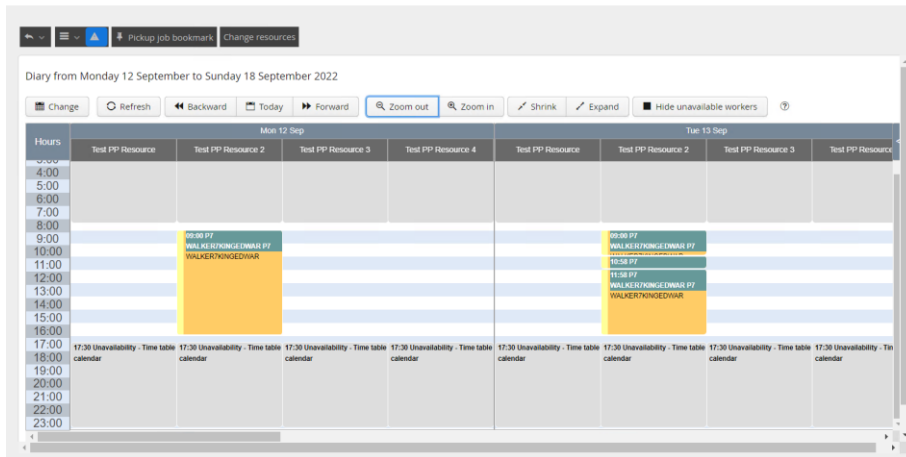 Pickup job bookmark Change resources
Diary from Monday 12 September to Sunday 18 September 2022
Change Refresh Backward Today Forward Zoom out Zoom in Shrink Expand Hide unavailable workers
Hours Mon 12 Sep Tue 13 Sep
Test PP Resource Test PP Resource 2 Test PP Resource 3 Test PP Resource 4 Test PP Resource Test PP Resource 2 Test PP Resource 3 Test PP Resource
4:00
5:00
6:00
7:00
8:00
9:00 09:00 P7 09:00 P7
WALKER7KINGEDWAR P7 WALKER7KINGEDWAR P7
10:00 WALKER7KINGEDWAR
11:00 10:58 P7
12:00 11:58 P7
13:00 WALKER7KINGEDWAR P7
14:00 WALKER7KINGEDWAR
15:00
16:00
17:00 17:30 Unavailability - Time table 17:30 Unavailability - Time table 17:30 Unavailability - Time table 17:30 Unavailability - Time table 17:30 Unavailability - Time table 17:30 Unavailability - Time table 17:30 Unavailability - Time table 17:30 Unavailability - Tin
18:00 calendar calendar calendar calendar calendar calendar calendar calendar
19:00
20:00
21:00
22:00
23:00